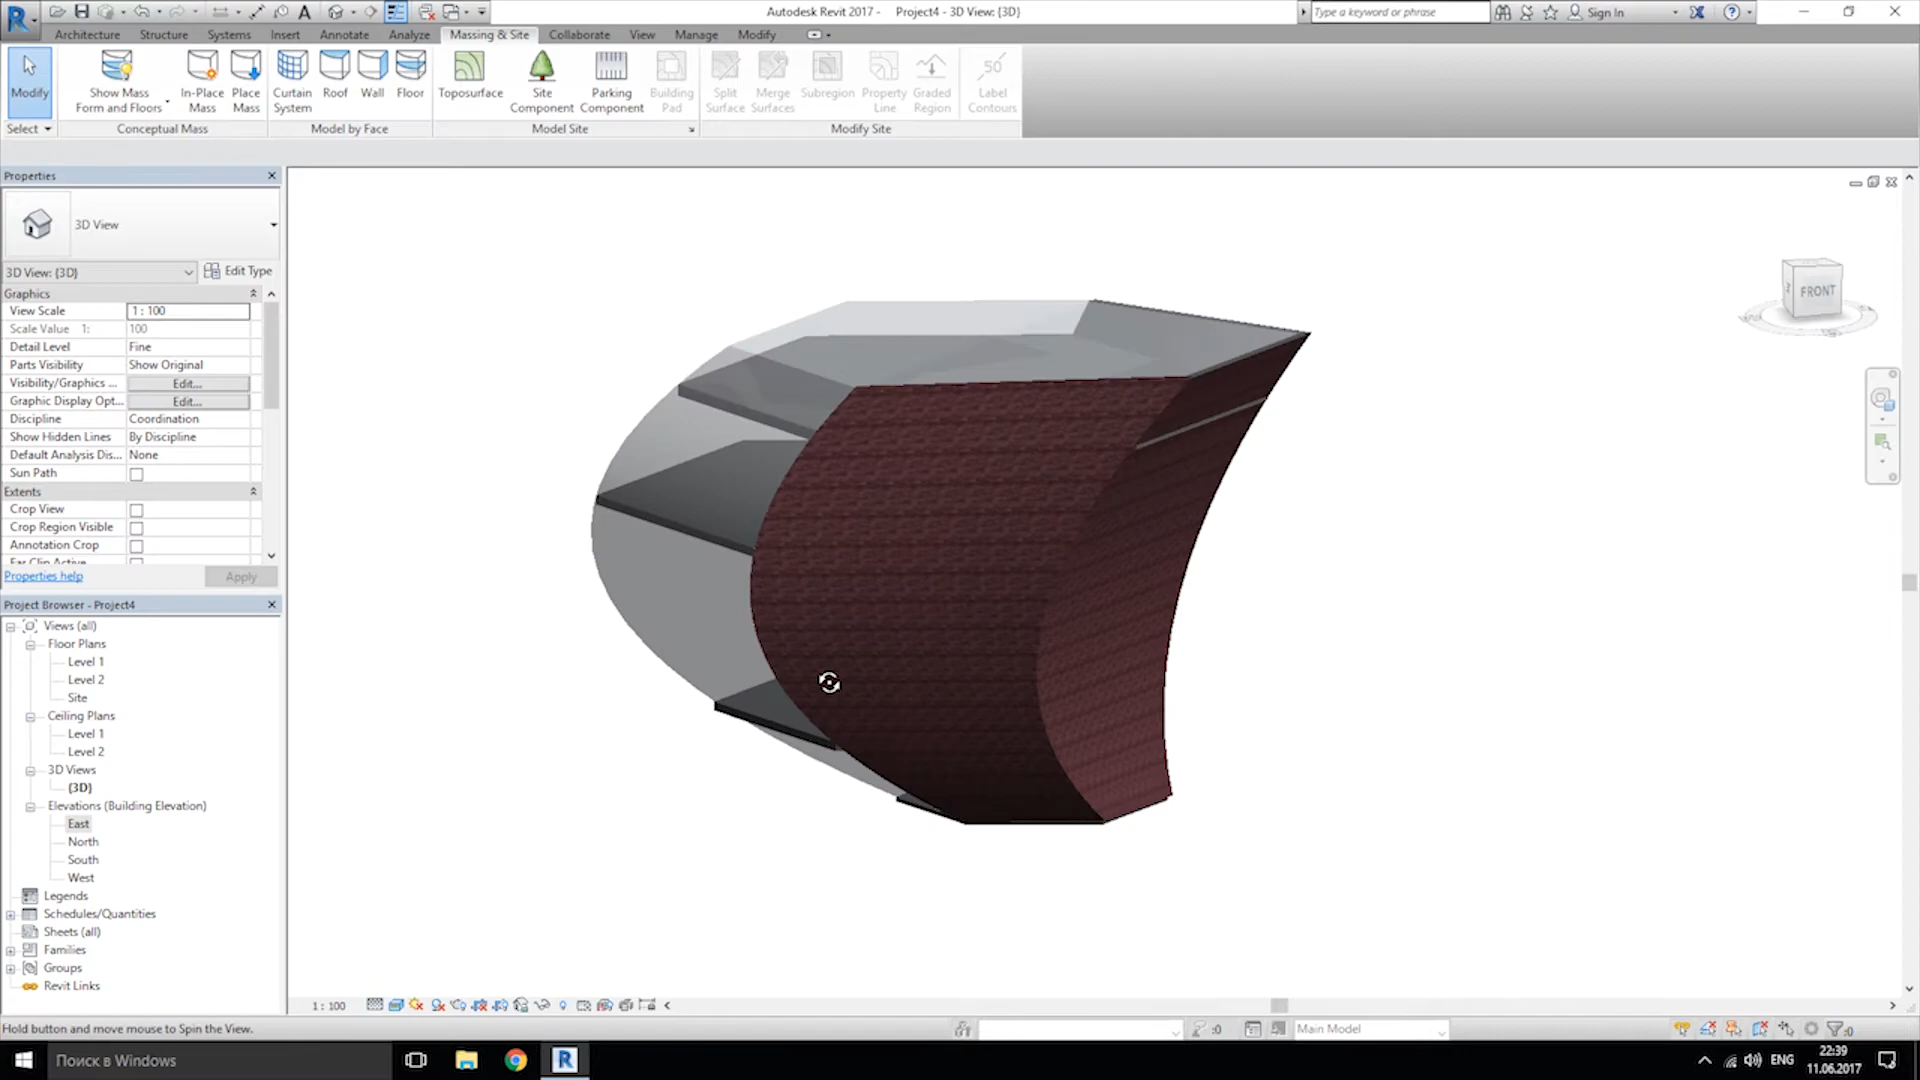 Autodesk Revit 2017 - Project4 - 3D View: {3D}
Type a keyword or phrase
Sign In
Architecture Structure Systems Insert Annotate Analyze Massing & Site Collaborate View Manage Modify
Modify
Show Mass
Form and Floors
In-Place
Mass
Place
Mass
Curtain
System
Roof
Wall
Floor
Toposurface
Site
Component
Parking
Component
Building
Pad
Split
Surface
Merge
Surfaces
Subregion
Property
Line
Graded
Region
50
Label
Contours
Select
Conceptual Mass
Model by Face
Model Site
Modify Site
Properties
3D View
3D View: {3D}
Edit Type
Graphics
View Scale 1 : 100
Scale Value 1: 100
Detail Level Fine
Parts Visibility Show Original
Visibility/Graphics ... Edit...
Graphic Display Opt... Edit...
Discipline Coordination
Show Hidden Lines By Discipline
Default Analysis Dis... None
Sun Path
Extents
Crop View
Crop Region Visible
Annotation Crop
Far Clip Active
Properties help
Apply
Project Browser - Project4
Views (all)
Floor Plans
Level 1
Level 2
Site
Ceiling Plans
Level 1
Level 2
3D Views
{3D}
Elevations (Building Elevation)
East
North
South
West
Legends
Schedules/Quantities
Sheets (all)
Families
Groups
Revit Links
FRONT
1 : 100
Hold button and move mouse to Spin the View.
:0
Main Model
:0
Поиск в Windows
ENG
22:39
11.06.2017